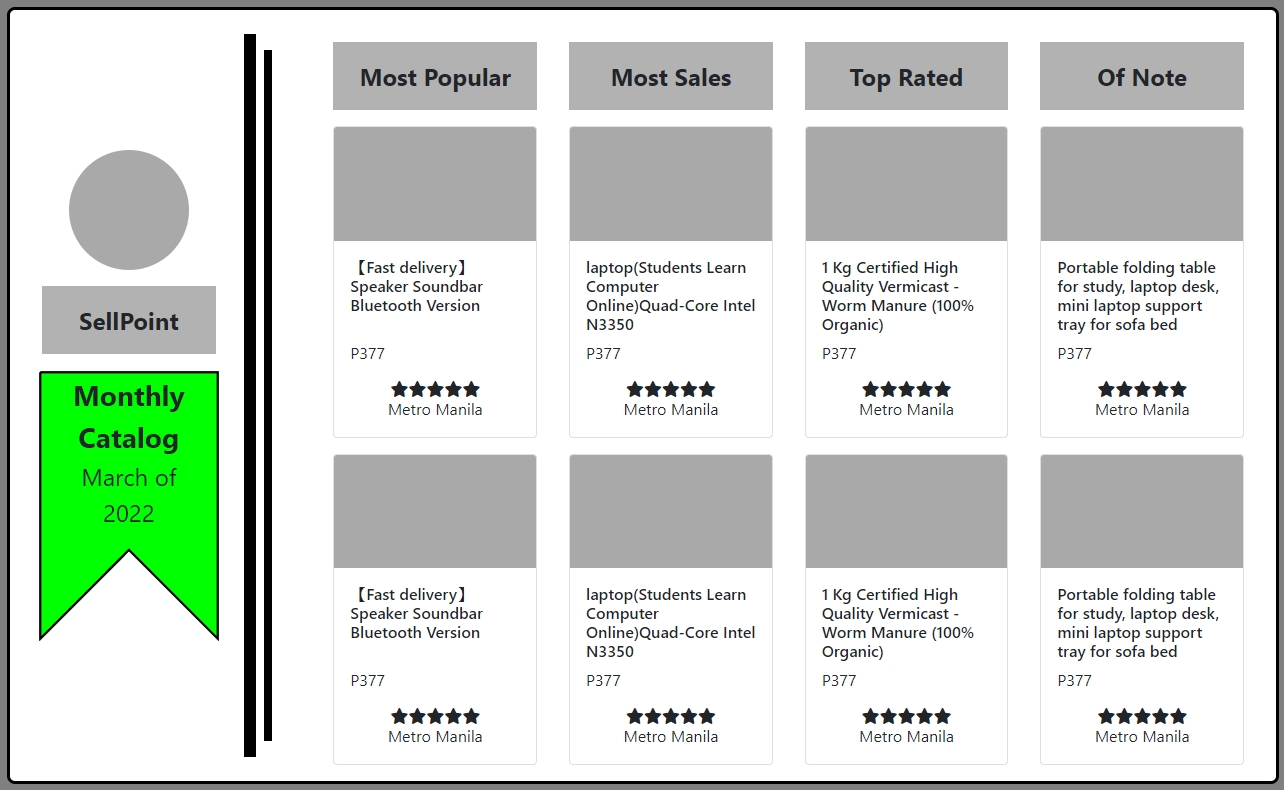 SellPoint
Monthly
Catalog
March of
2022
Most Popular
Most Sales
Top Rated
Of Note
【Fast delivery】
Speaker Soundbar
Bluetooth Version
P377
Metro Manila
laptop(Students Learn
Computer
Online)Quad-Core Intel
N3350
P377
Metro Manila
1 Kg Certified High
Quality Vermicast -
Worm Manure (100%
Organic)
P377
Metro Manila
Portable folding table
for study, laptop desk,
mini laptop support
tray for sofa bed
P377
Metro Manila
【Fast delivery】
Speaker Soundbar
Bluetooth Version
P377
Metro Manila
laptop(Students Learn
Computer
Online)Quad-Core Intel
N3350
P377
Metro Manila
1 Kg Certified High
Quality Vermicast -
Worm Manure (100%
Organic)
P377
Metro Manila
Portable folding table
for study, laptop desk,
mini laptop support
tray for sofa bed
P377
Metro Manila